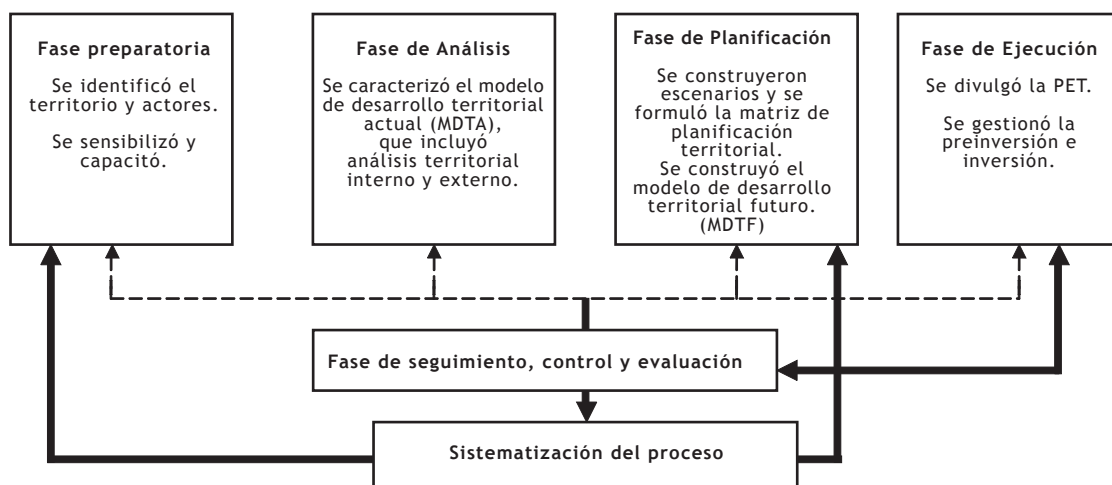 Fase preparatoria
Se identificó el
territorio y actores.
Se sensibilizó y
capacitó.
Fase de Análisis
Se caracterizó el modelo
de desarrollo territorial
actual (MDTA),
que incluyó
análisis territorial
interno y externo.
Fase de Planificación
Se construyeron
escenarios y se
formuló la matriz de
planificación
territorial.
Se construyó el
modelo de desarrollo
territorial futuro.
(MDTF)
Fase de Ejecución
Se divulgó la PET.
Se gestionó la
preinversión e
inversión.
Fase de seguimiento, control y evaluación
Sistematización del proceso